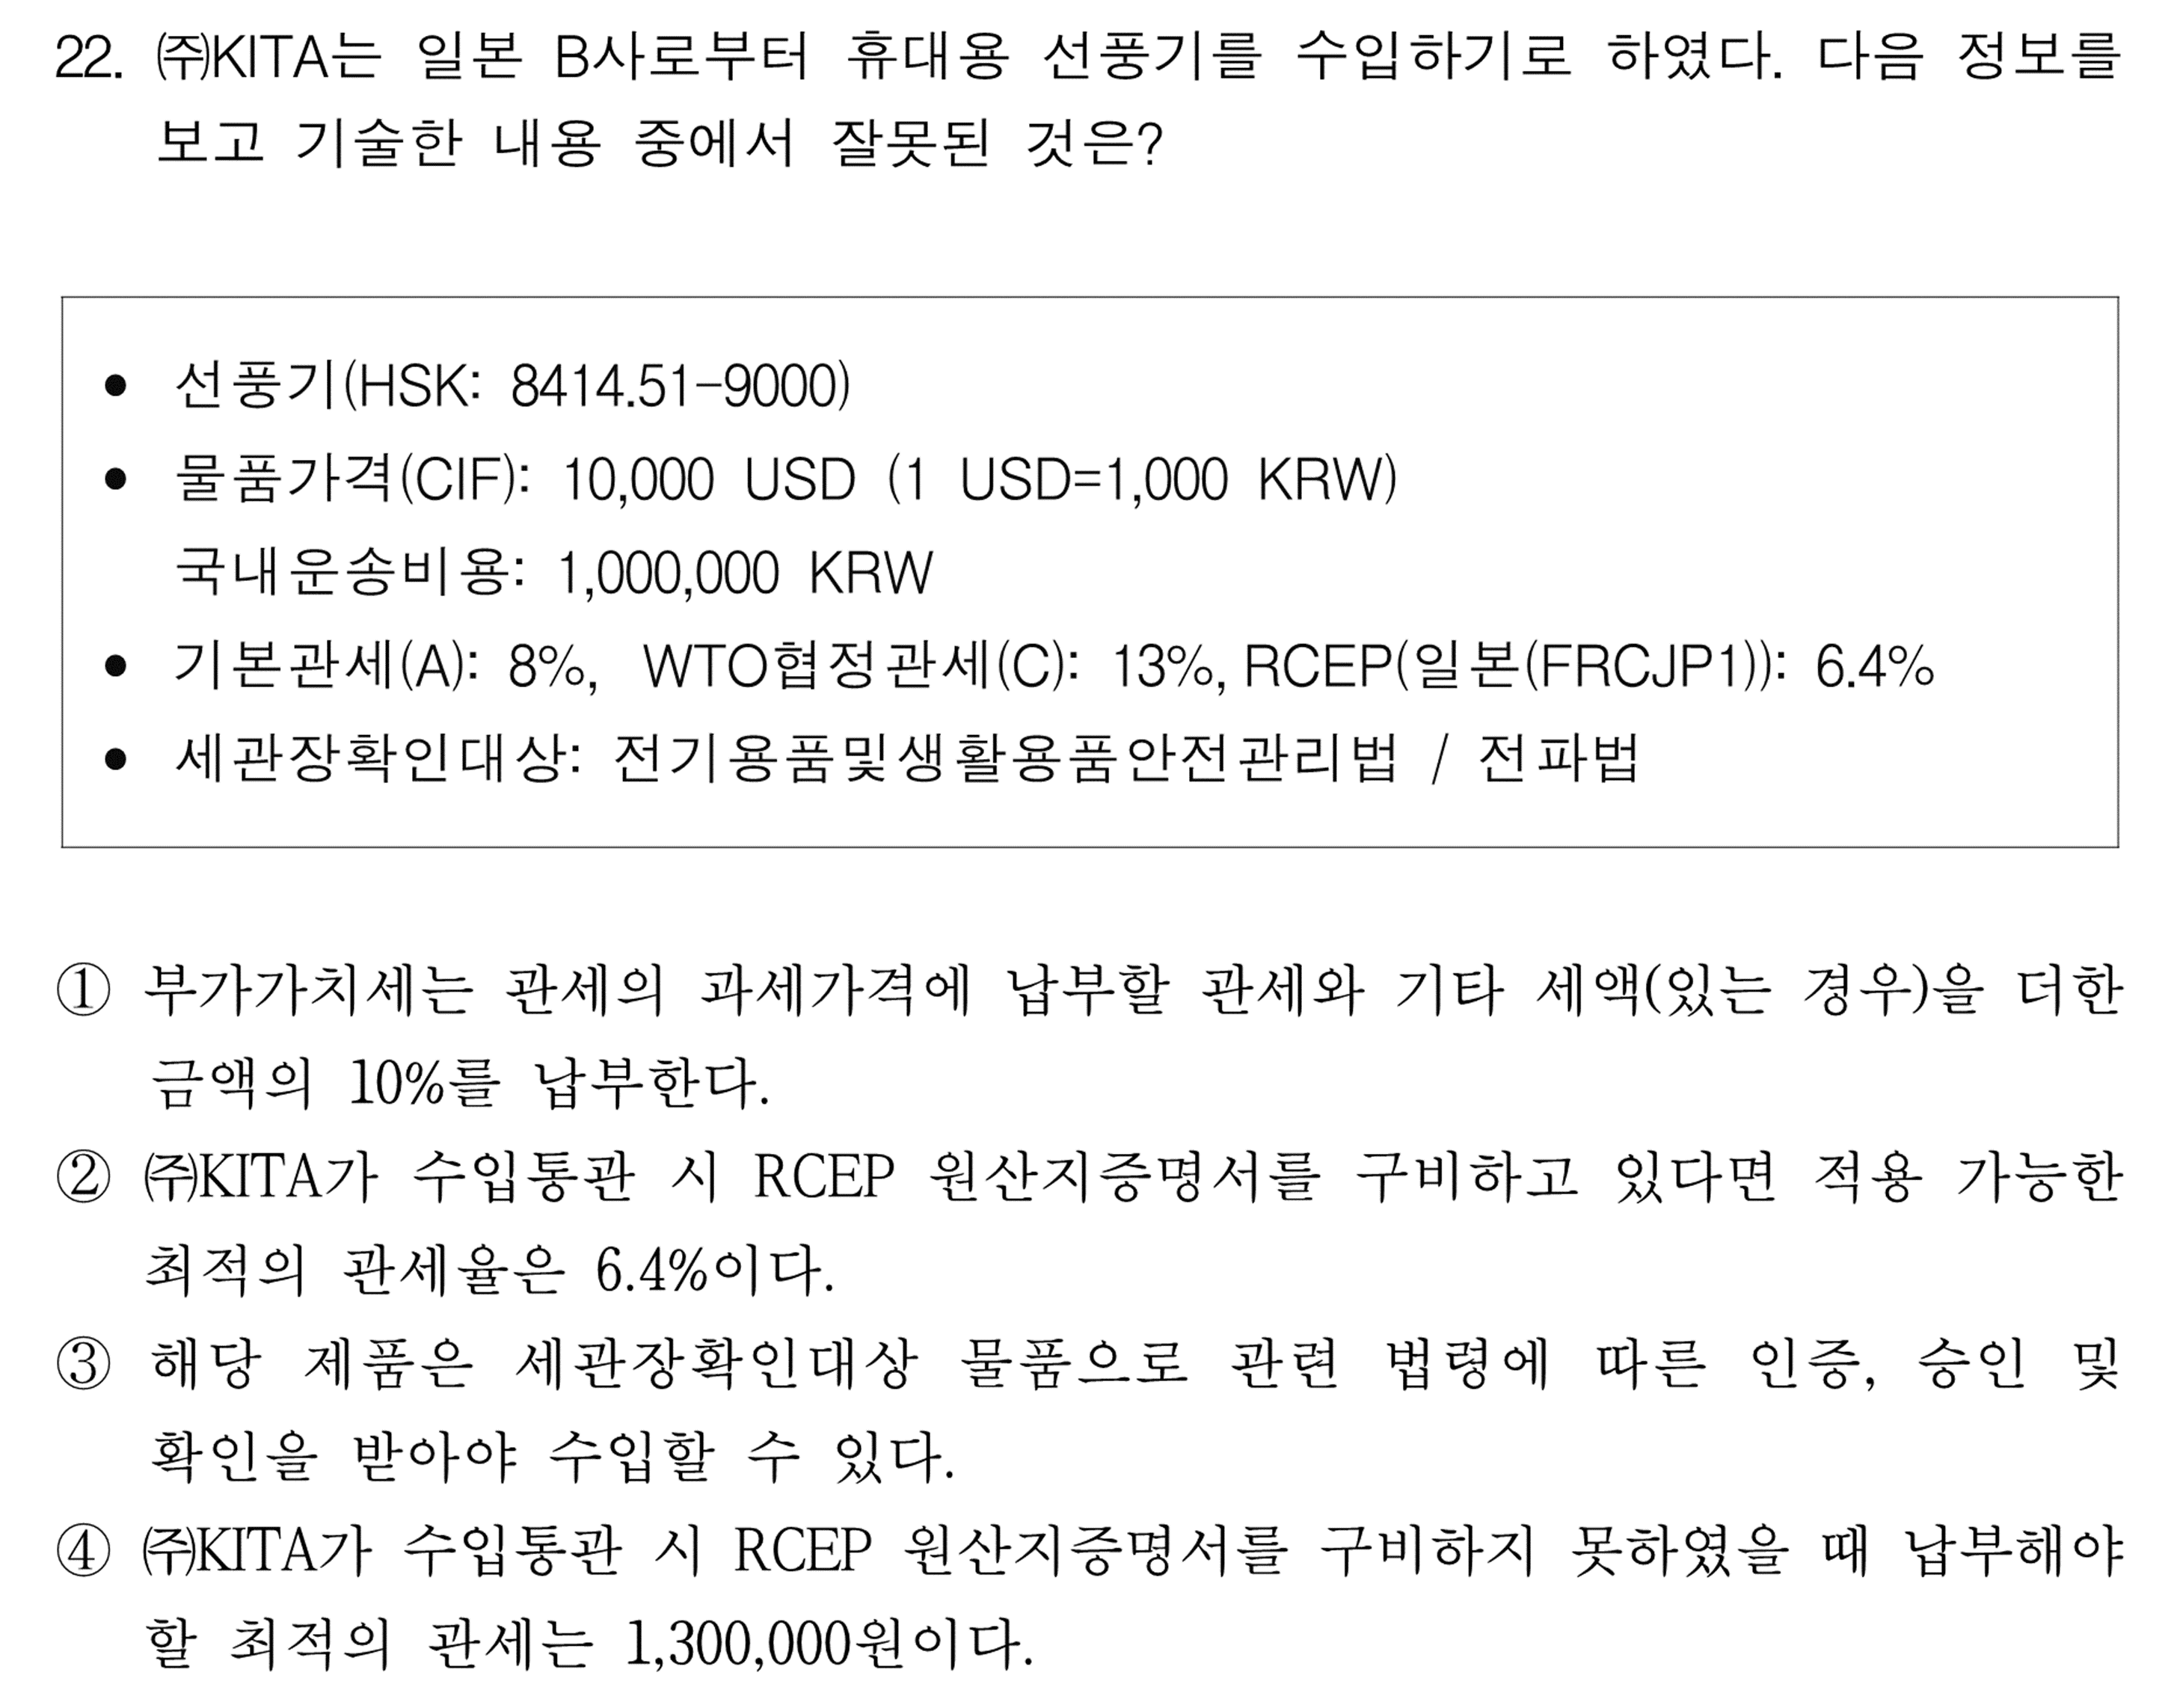 22. ㈜KITA는 일본 B사로부터 휴대용 선풍기를 수입하기로 하였다. 다음 정보를
보고 기술한 내용 중에서 잘못된 것은?
● 선풍기(HSK: 8414.51-9000)
● 물품가격(CIF): 10,000 USD (1 USD=1,000 KRW)
국내운송비용: 1,000,000 KRW
● 기본관세(A): 8%, WTO협정관세(C): 13%, RCEP(일본(FRCJP1)): 6.4%
● 세관장확인대상: 전기용품및생활용품안전관리법 / 전파법
① 부가가치세는 관세의 과세가격에 납부할 관세와 기타 세액(있는 경우)을 더한
금액의 10%를 납부한다.
② ㈜KITA가 수입통관 시 RCEP 원산지증명서를 구비하고 있다면 적용 가능한
최적의 관세율은 6.4%이다.
③ 해당 제품은 세관장확인대상 물품으로 관련 법령에 따른 인증, 승인 및
확인을 받아야 수입할 수 있다.
④ ㈜KITA가 수입통관 시 RCEP 원산지증명서를 구비하지 못하였을 때 납부해야
할 최적의 관세는 1,300,000원이다.